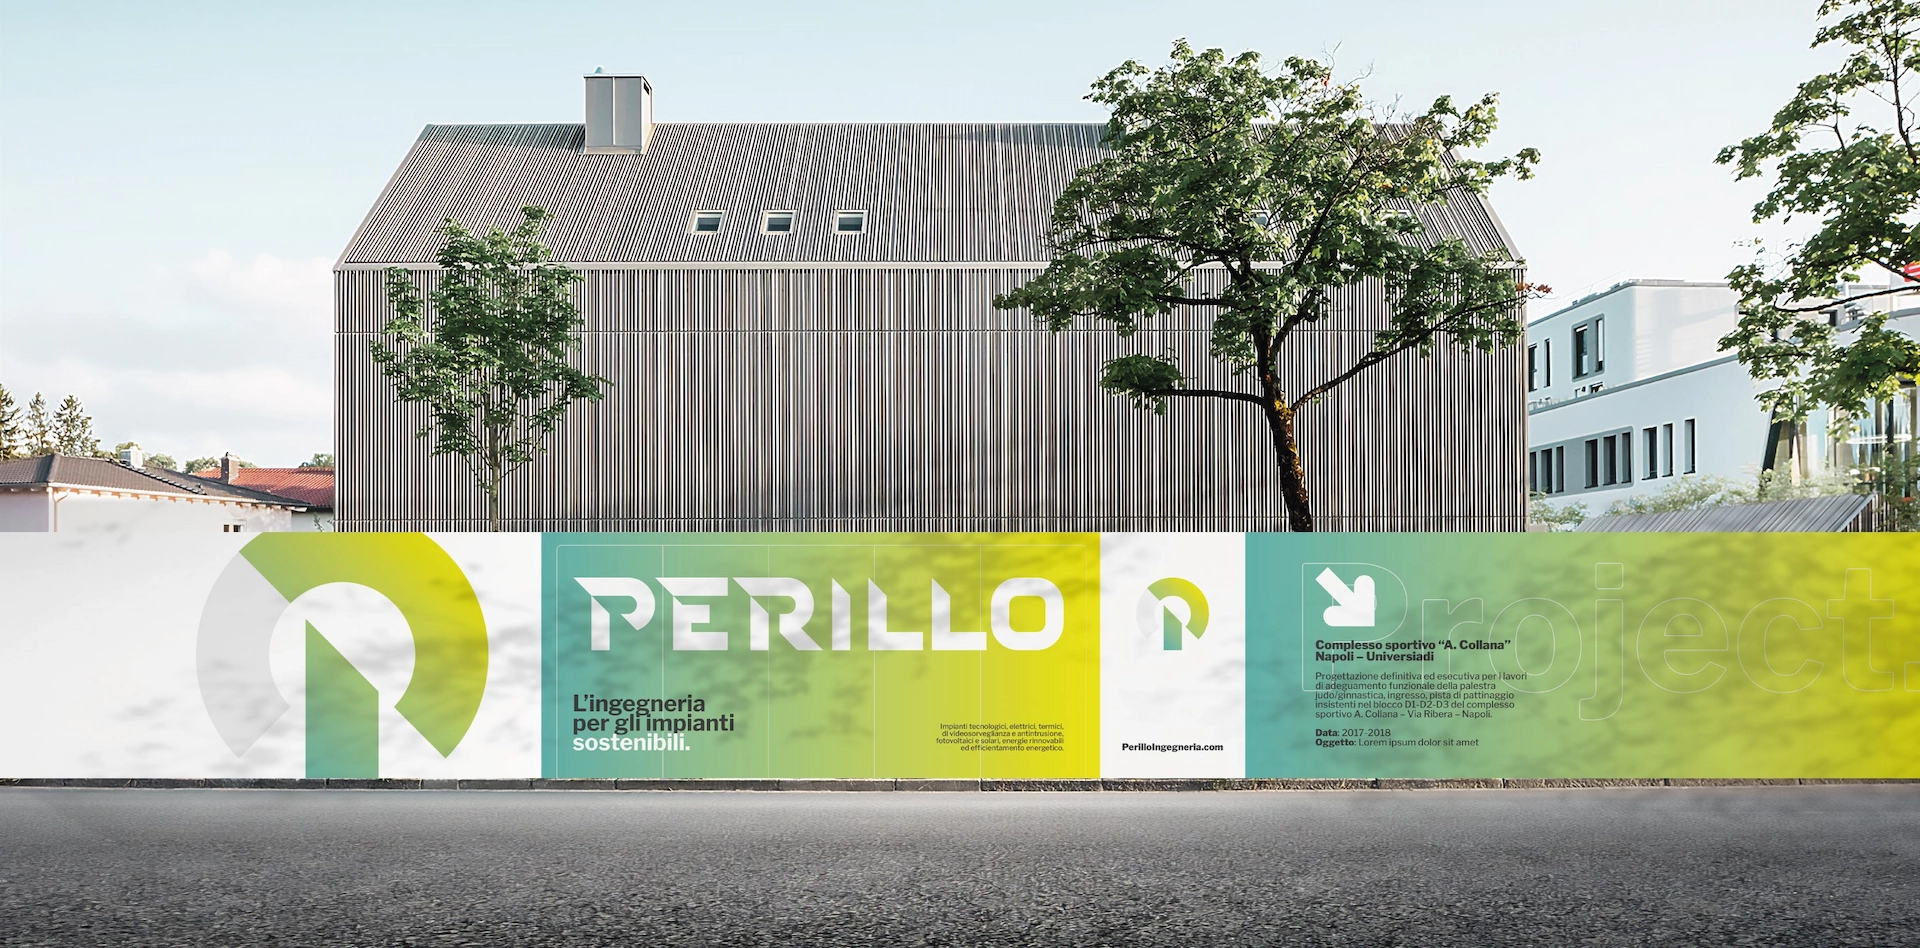 PERILLO
L'ingegneria
per gli impianti
sostenibili.
Impianti tecnologici, elettrici, termici,
di videosorveglianza e antintrusione,
fotovoltaici e solari, energie rinnovabili
ed efficientamento energetico.
PerilloIngegneria.com
Project.
Complesso sportivo “A. Collana”
Napoli – Universiadi
Progettazione definitiva ed esecutiva per i lavori
di adeguamento funzionale della palestra
judo/ginnastica, ingresso, pista di pattinaggio
insistenti nel blocco D1-D2-D3 del complesso
sportivo A. Collana – Via Ribera – Napoli.
Data: 2017-2018
Oggetto: Lorem ipsum dolor sit amet